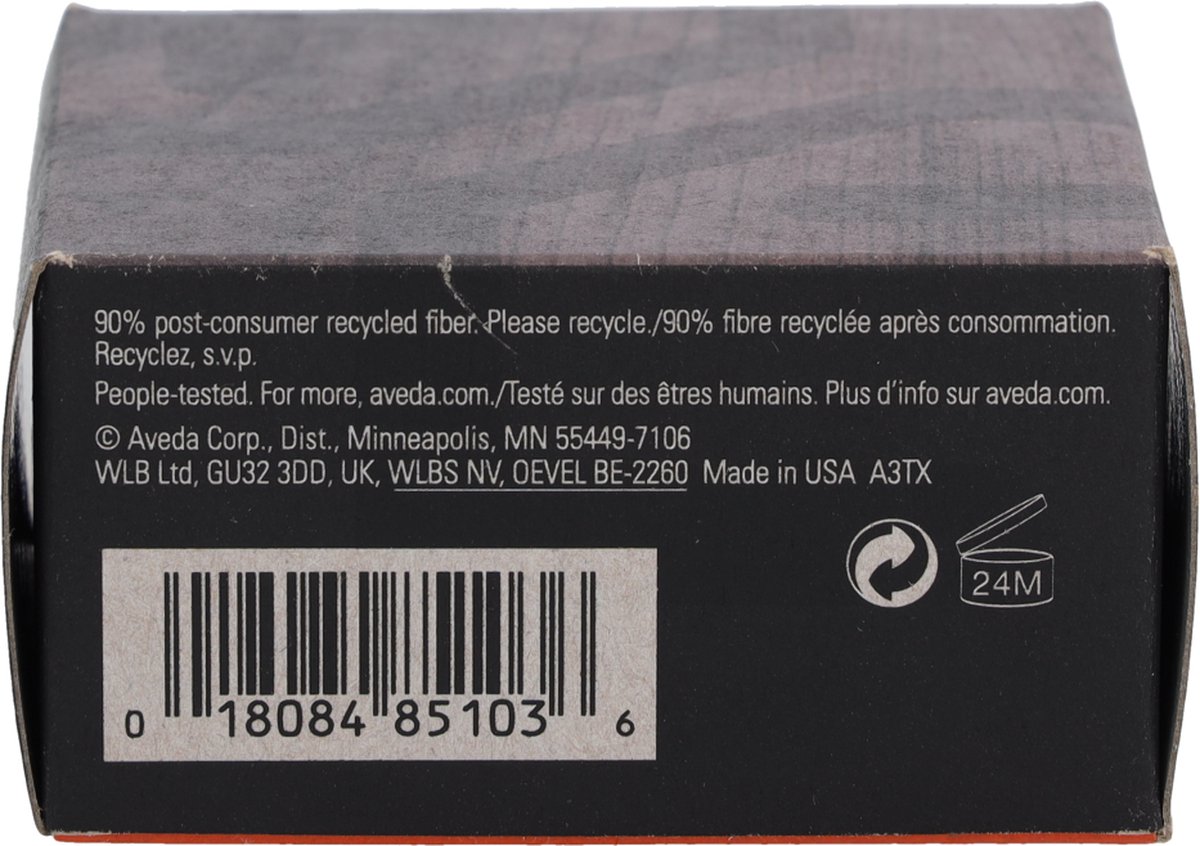 90% post-consumer recycled fiber. Please recycle./90% fibre recyclée après consommation.
Recyclez, s.v.p.
People-tested. For more, aveda.com./Testé sur des êtres humains. Plus d'info sur aveda.com.
© Aveda Corp., Dist., Minneapolis, MN 55449-7106
WLB Ltd, GU32 3DD, UK, WLBS NV, OEVEL BE-2260 Made in USA A3TX
24M
0 18084 85103 6